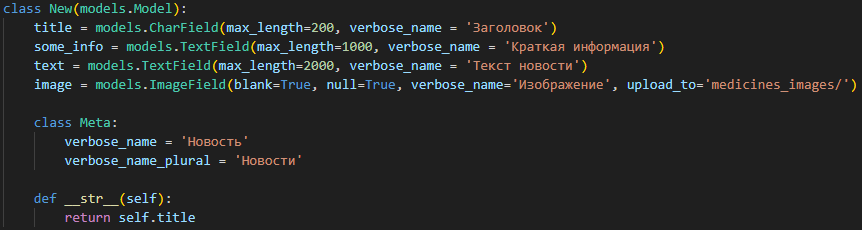 class New(models.Model):
    title = models.CharField(max_length=200, verbose_name = 'Заголовок')
    some_info = models.TextField(max_length=1000, verbose_name = 'Краткая информация')
    text = models.TextField(max_length=2000, verbose_name = 'Текст новости')
    image = models.ImageField(blank=True, null=True, verbose_name='Изображение', upload_to='medicines_images/')

    class Meta:
        verbose_name = 'Новость'
        verbose_name_plural = 'Новости'

    def __str__(self):
        return self.title